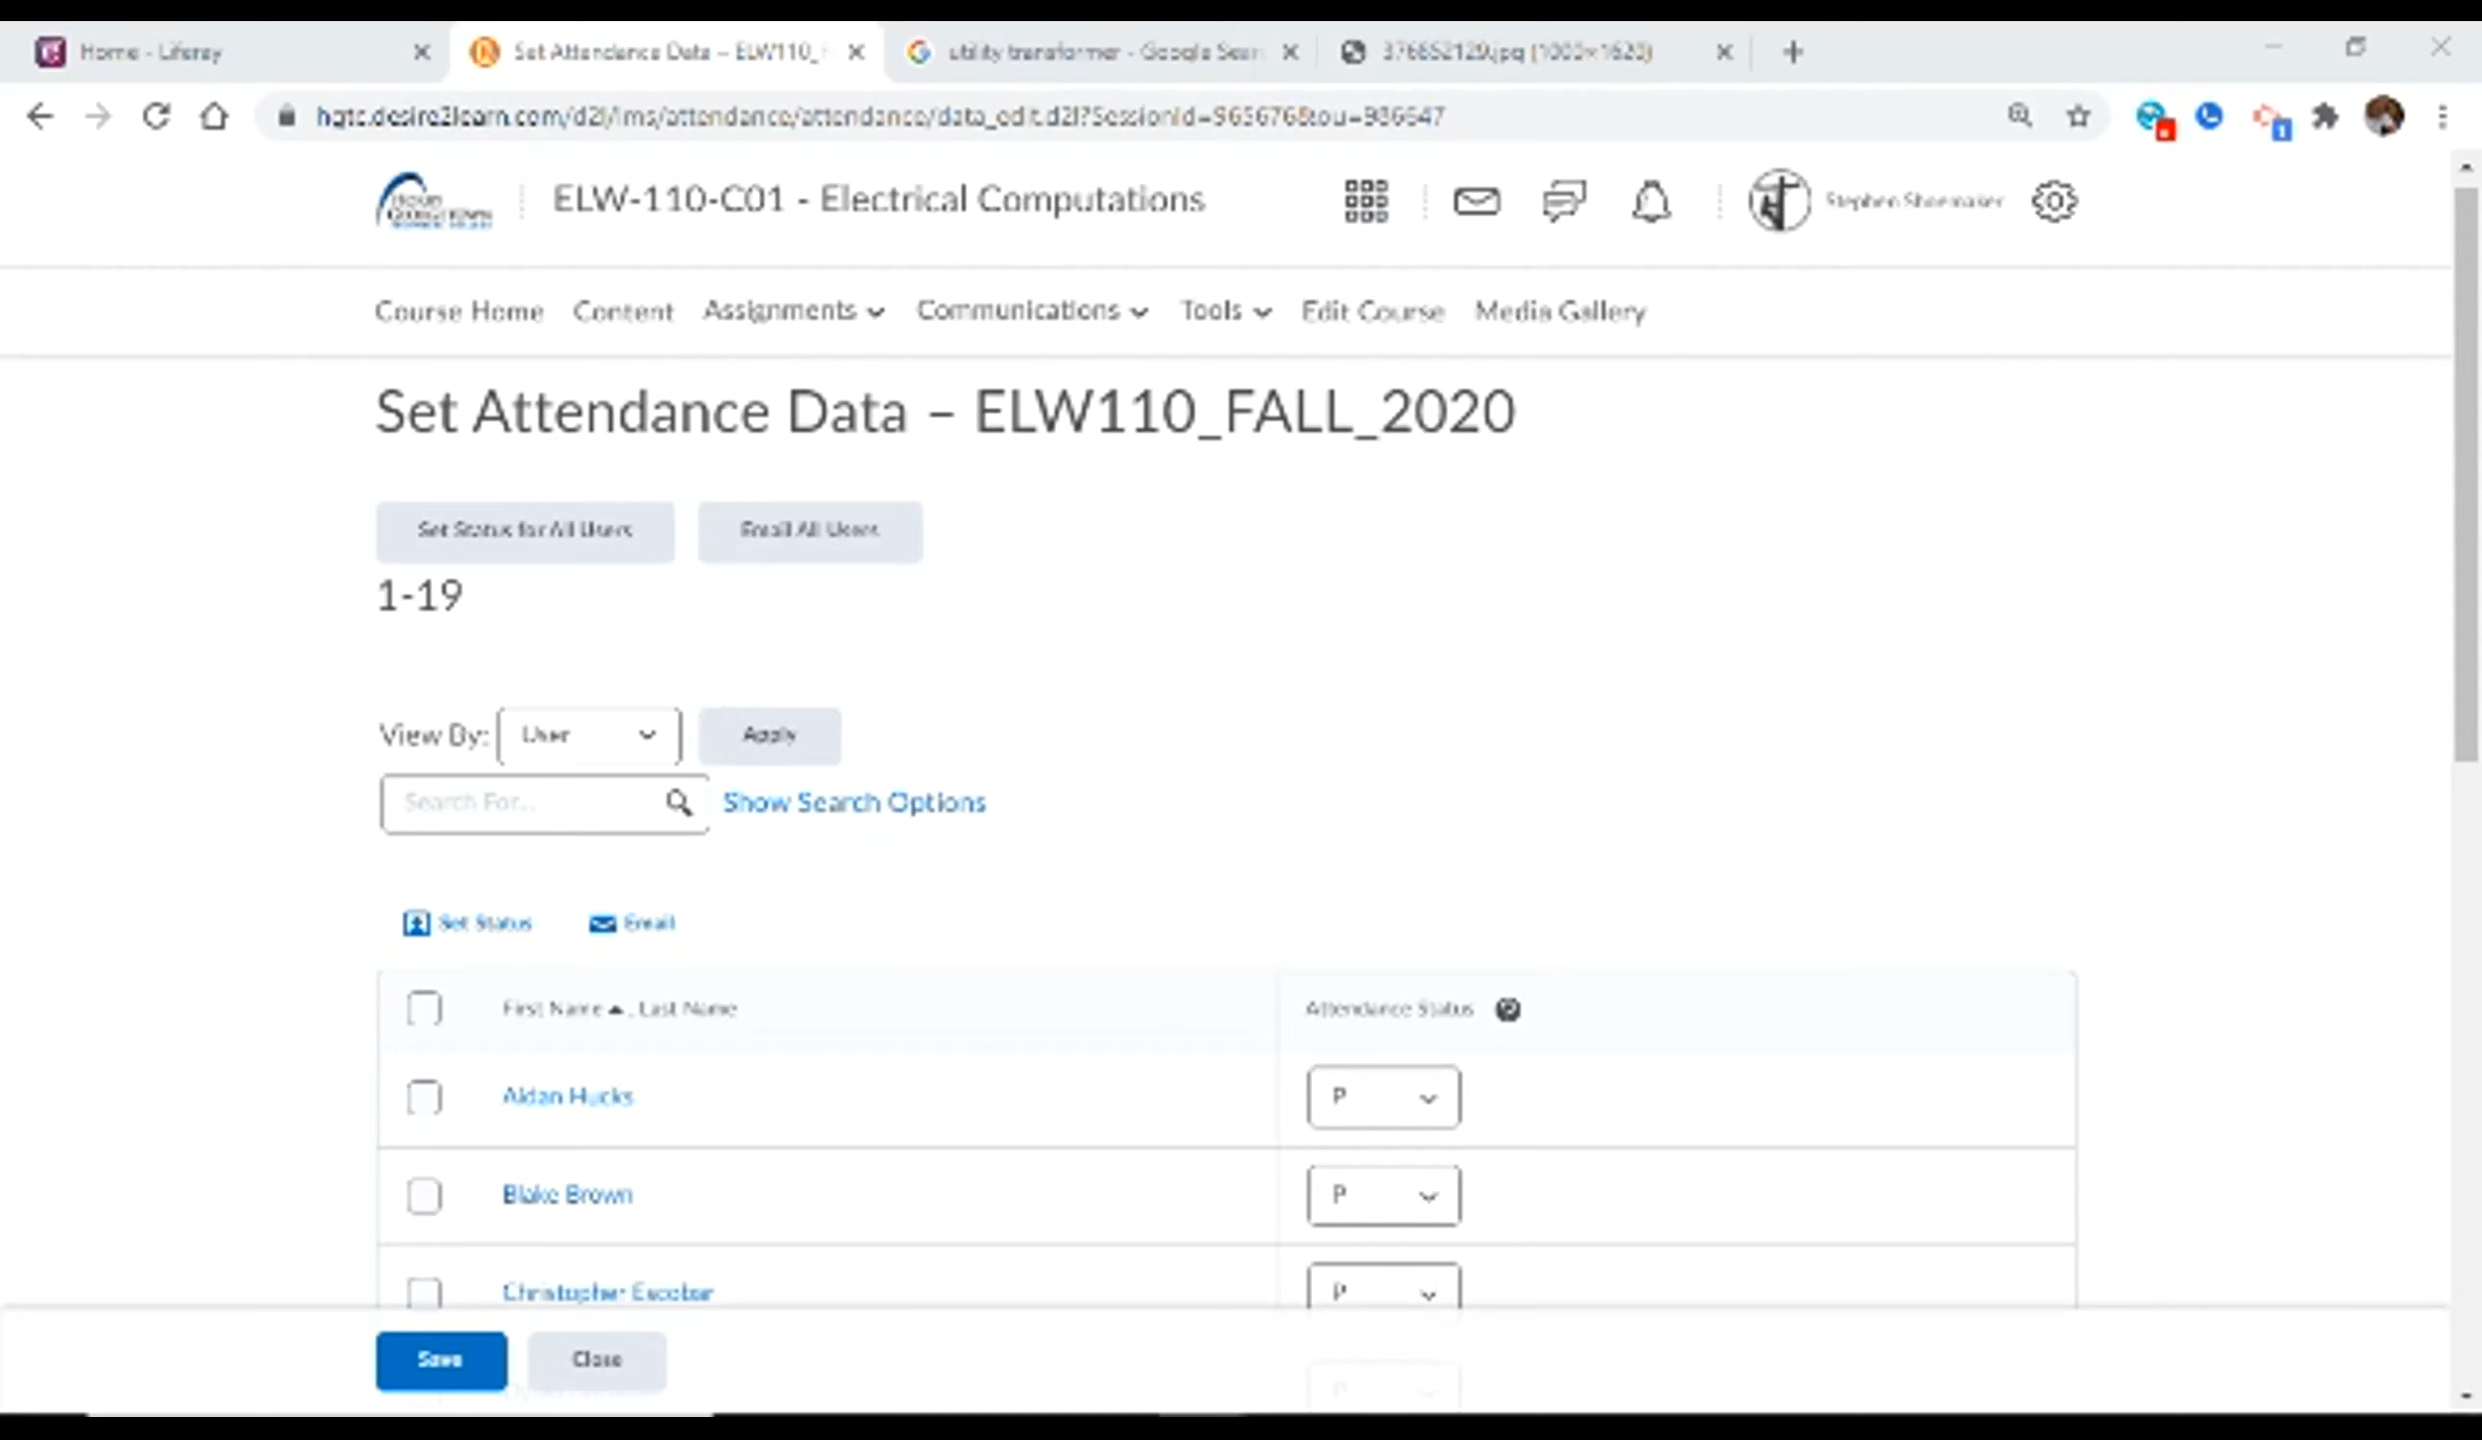 Home - Liferay
Set Attendance Data – ELW110_F
utility transformer - Google Sear
376852129.jpg (1000×1620)
hgtc.desire2learn.com/d2l/lms/attendance/attendance/data_edit.d2l?SessionId=965676&ou=986647
ELW-110-C01 - Electrical Computations
Stephen Shoemaker
Course Home Content Assignments Communications Tools Edit Course Media Gallery
Set Attendance Data – ELW110_FALL_2020
Set Status for All Users Email All Users
1-19
View By: User Apply
Search For... Show Search Options
Set Status Email
First Name , Last Name Attendance Status
Aidan Hucks P
Blake Brown P
Christopher Escobar P
Save Close
P